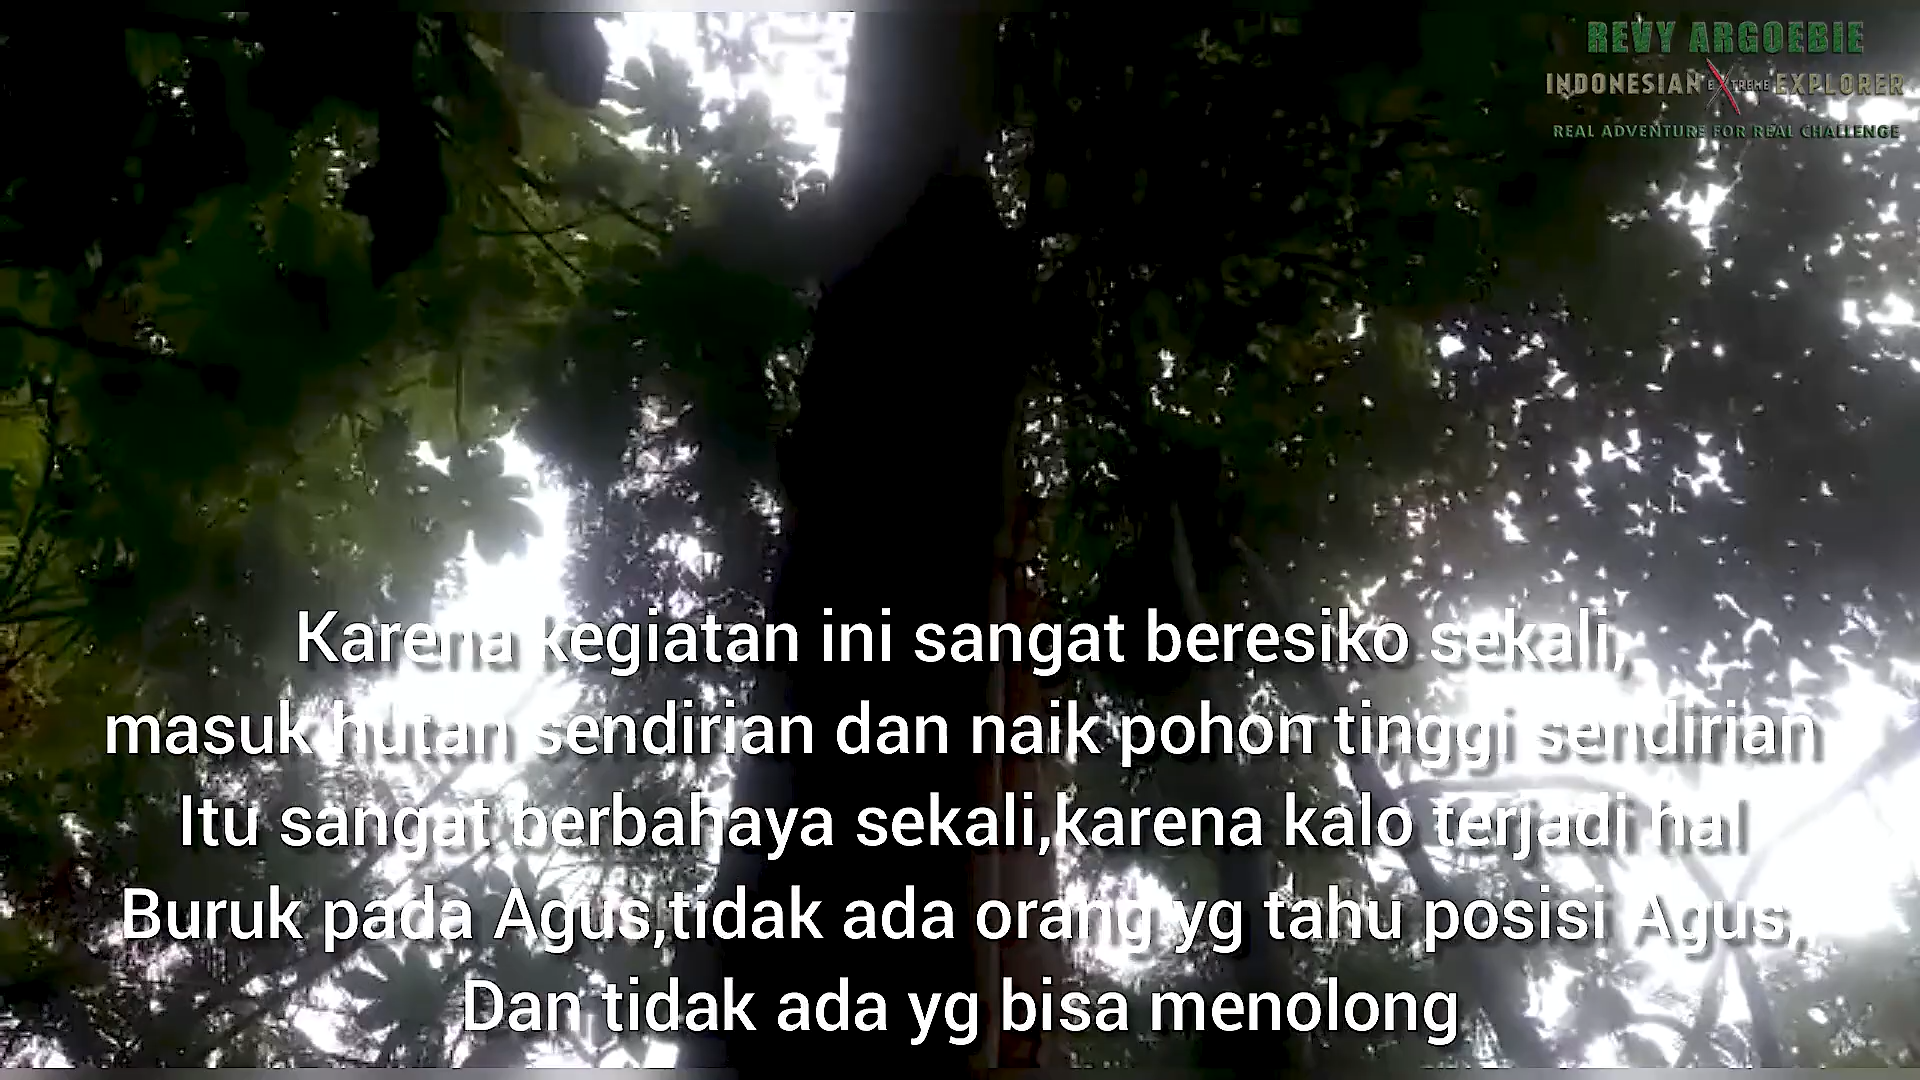 REVY ARGOEBIE
INDONESIAN EXTREME EXPLORER
REAL ADVENTURE FOR REAL CHALLENGE
Karena kegiatan ini sangat beresiko sekali,
masuk hutan sendirian dan naik pohon tinggi sendirian
Itu sangat berbahaya sekali,karena kalo terjadi hal
Buruk pada Agus,tidak ada orang yg tahu posisi Agus,
Dan tidak ada yg bisa menolong